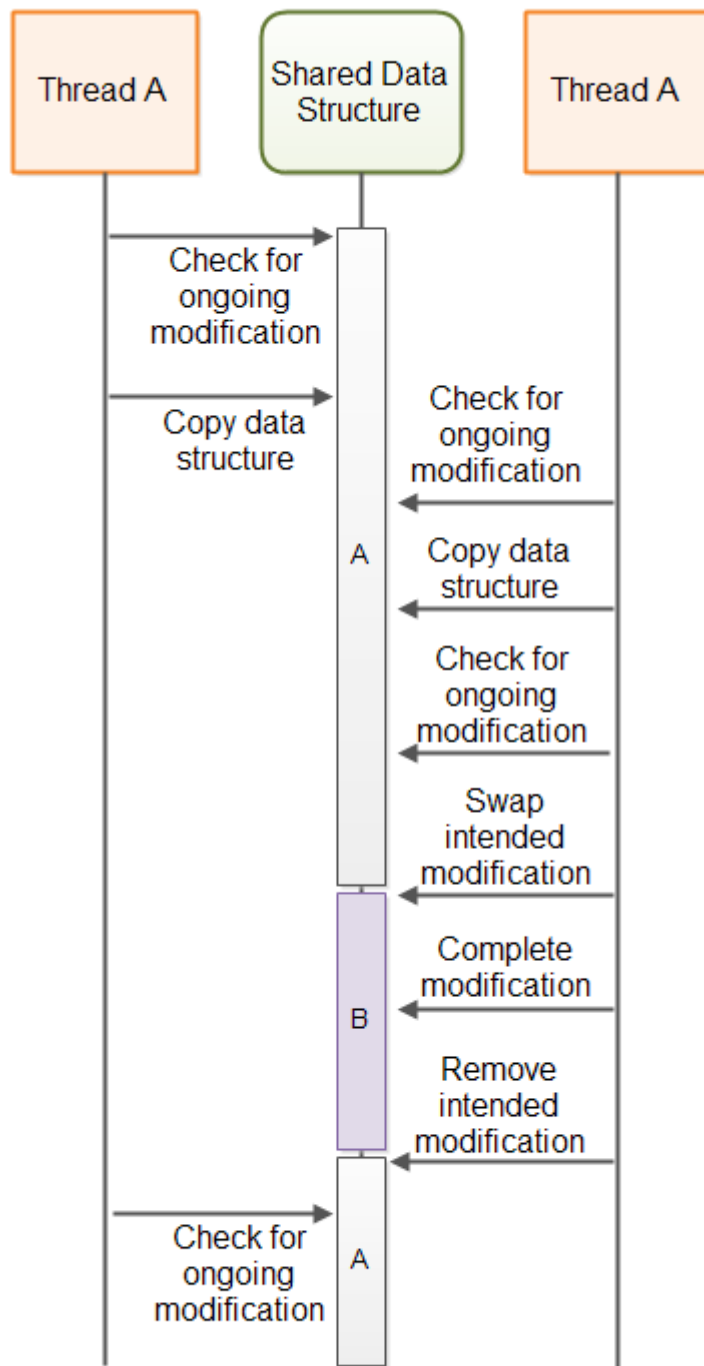 Thread A
Shared Data
Structure
Thread A
Check for
ongoing
modification
Copy data
structure
Check for
ongoing
modification
A
Copy data
structure
Check for
ongoing
modification
Swap
intended
modification
Complete
modification
B
Remove
intended
modification
Check for
ongoing
modification
A